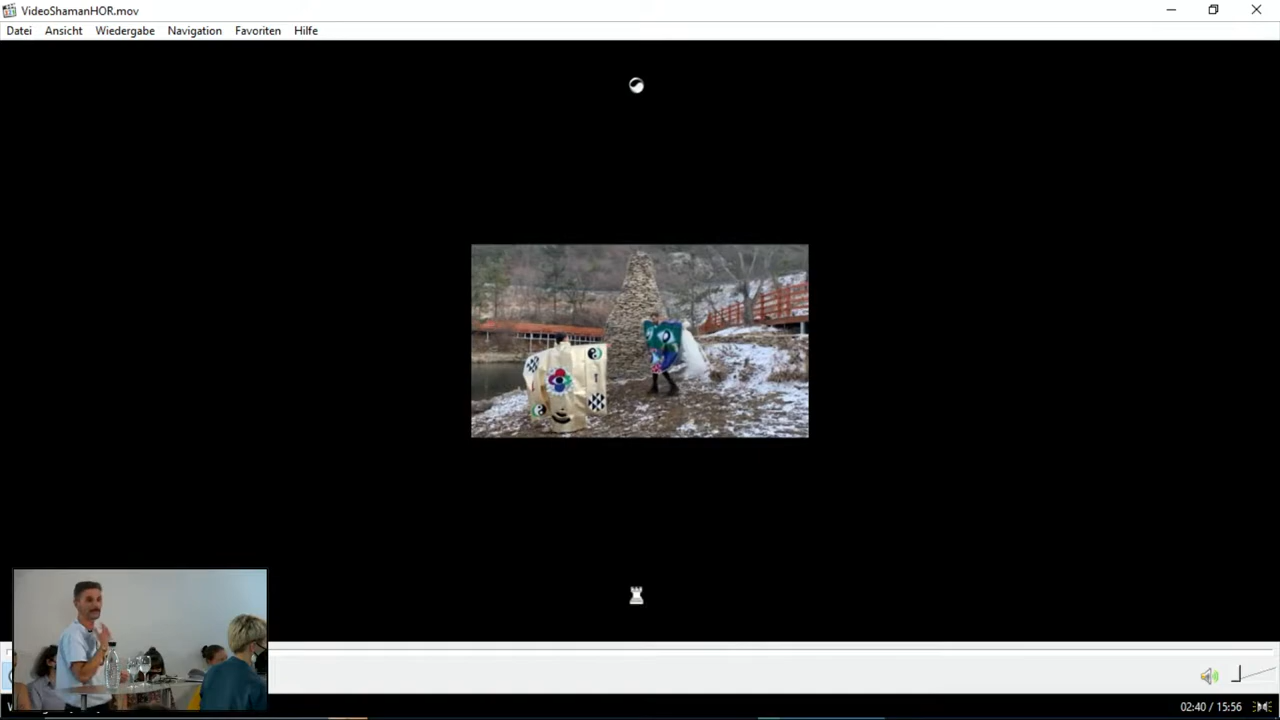 VideoShamanHOR.mov
Datei Ansicht Wiedergabe Navigation Favoriten Hilfe
02:40 / 15:56